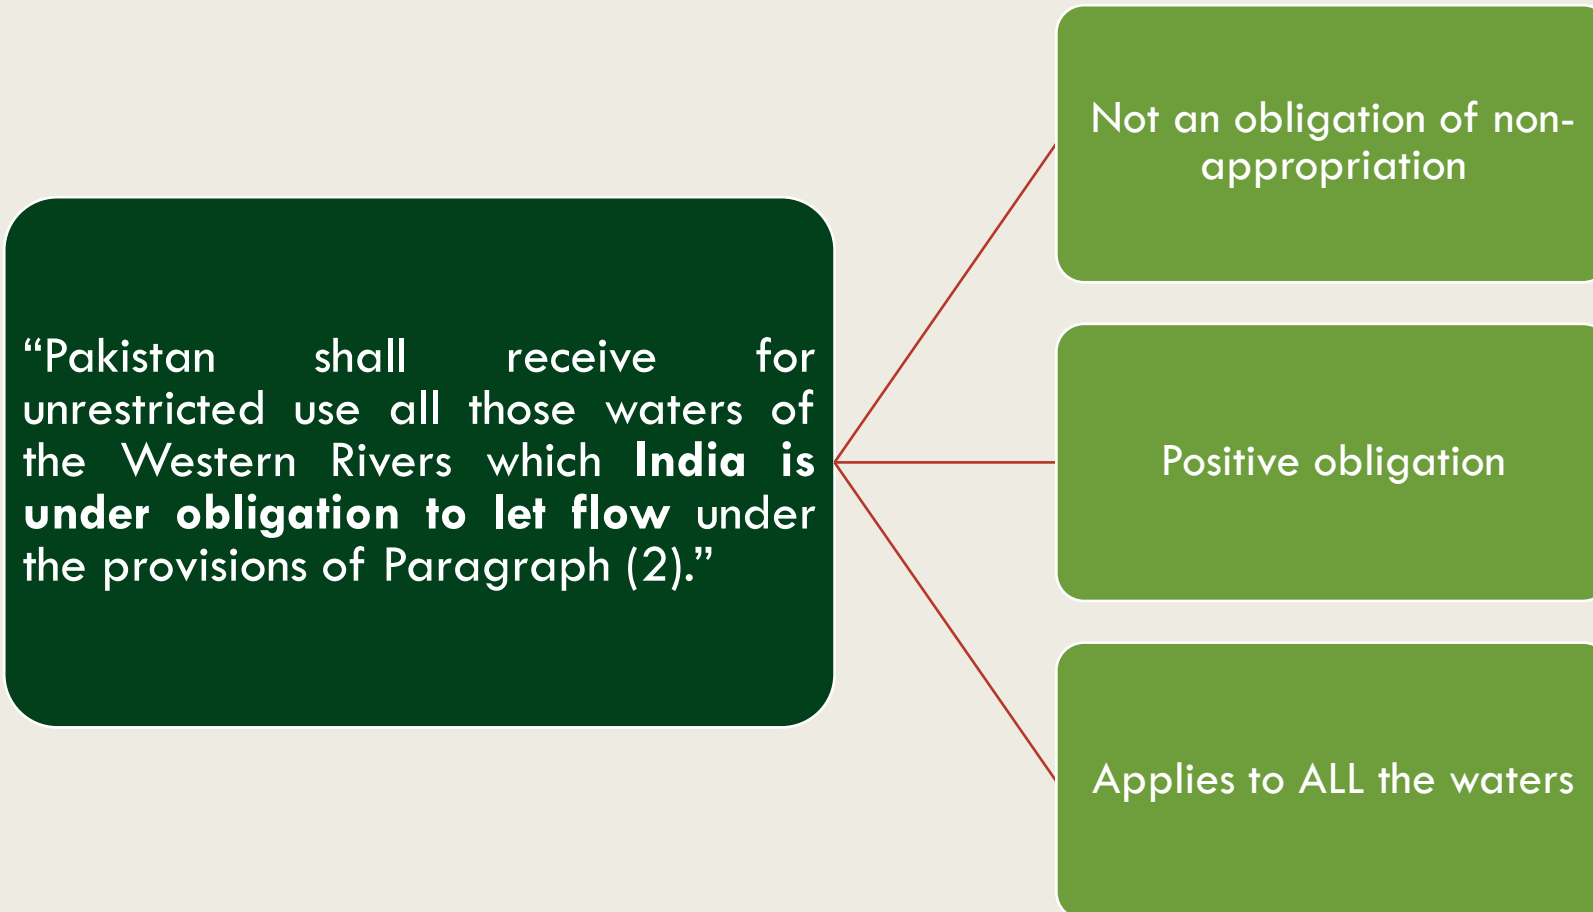 “Pakistan shall receive for
unrestricted use all those waters of
the Western Rivers which India is
under obligation to let flow under
the provisions of Paragraph (2).”
Not an obligation of non-
appropriation
Positive obligation
Applies to ALL the waters